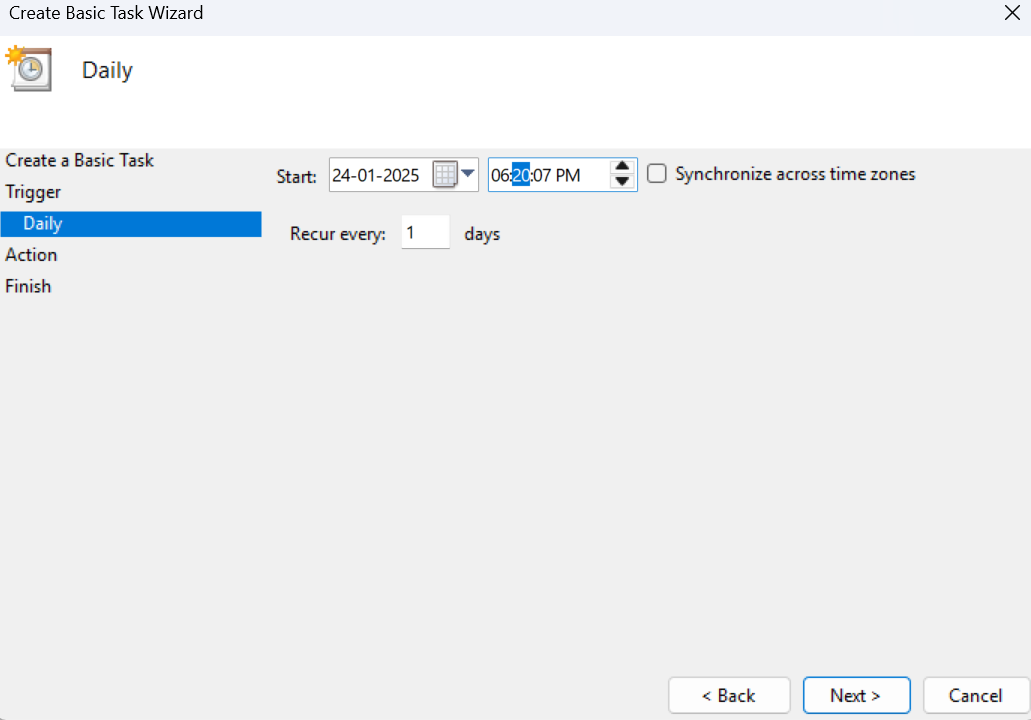 Create Basic Task Wizard
Daily
Create a Basic Task
Trigger
Daily
Action
Finish
Start: 24-01-2025 06:20:07 PM Synchronize across time zones
Recur every: 1 days
< Back Next > Cancel